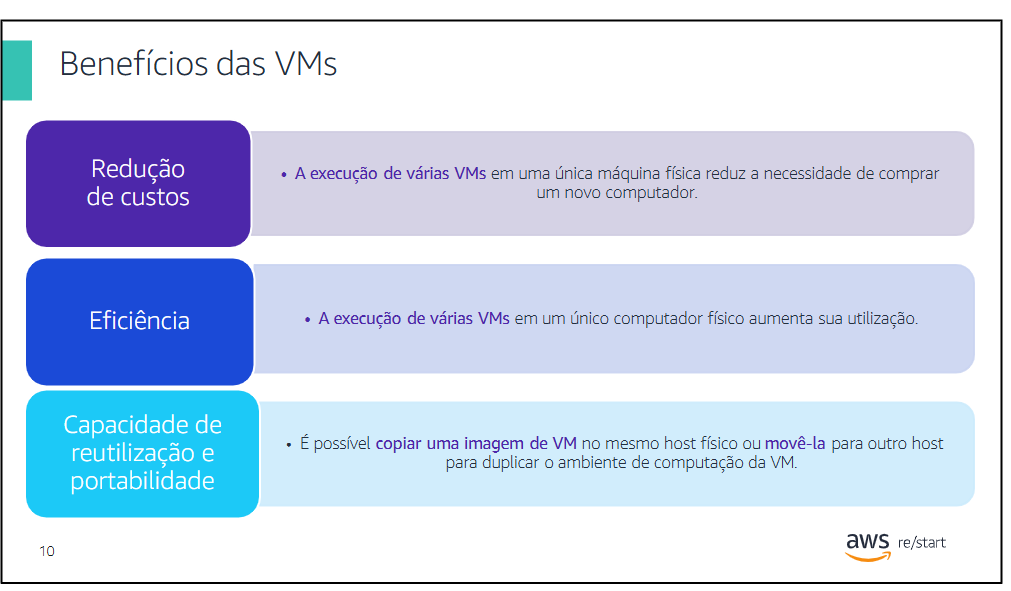 Benefícios das VMs
Redução
de custos
• A execução de várias VMs em uma única máquina física reduz a necessidade de comprar
um novo computador.
Eficiência
• A execução de várias VMs em um único computador físico aumenta sua utilização.
Capacidade de
reutilização e
portabilidade
• É possível copiar uma imagem de VM no mesmo host físico ou movê-la para outro host
para duplicar o ambiente de computação da VM.
10
aws re/start